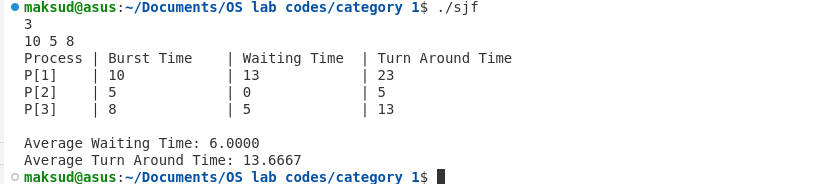 maksud@asus:~/Documents/OS lab codes/category 1$ ./sjf
3
10 5 8
Process | Burst Time    | Waiting Time  | Turn Around Time
P[1]    | 10            | 13            | 23
P[2]    | 5             | 0             | 5
P[3]    | 8             | 5             | 13
Average Waiting Time: 6.0000
Average Turn Around Time: 13.6667
maksud@asus:~/Documents/OS lab codes/category 1$